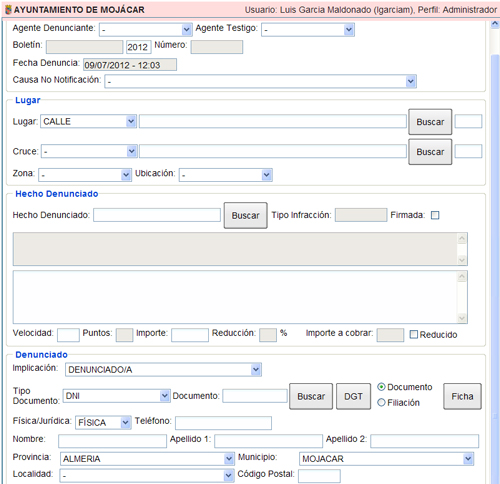 AYUNTAMIENTO DE MOJÁCAR Usuario: Luis García Maldonado (lgarciam), Perfil: Administrador
Agente Denunciante: - Agente Testigo: -
Boletín: 2012 Número:
Fecha Denuncia: 09/07/2012 - 12:03
Causa No Notificación: -
Lugar
Lugar: CALLE Buscar
Cruce: - Buscar
Zona: - Ubicación: -
Hecho Denunciado
Hecho Denunciado: Buscar Tipo Infracción: Firmada:
Velocidad: Puntos: Importe: Reducción: % Importe a cobrar: Reducido
Denunciado
Implicación: DENUNCIADO/A
Tipo Documento: DNI Documento: Buscar DGT Documento Filiación Ficha
Física/Jurídica: FÍSICA Teléfono:
Nombre: Apellido 1: Apellido 2:
Provincia: ALMERIA Municipio: MOJACAR
Localidad: - Código Postal: